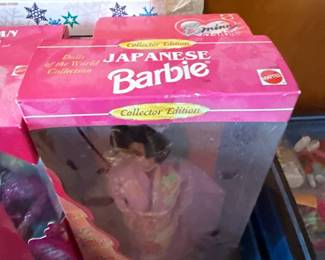 Collector Edition
Dolls
of the World
Collection
JAPANESE
Barbie
MATTEL
Collector Edition